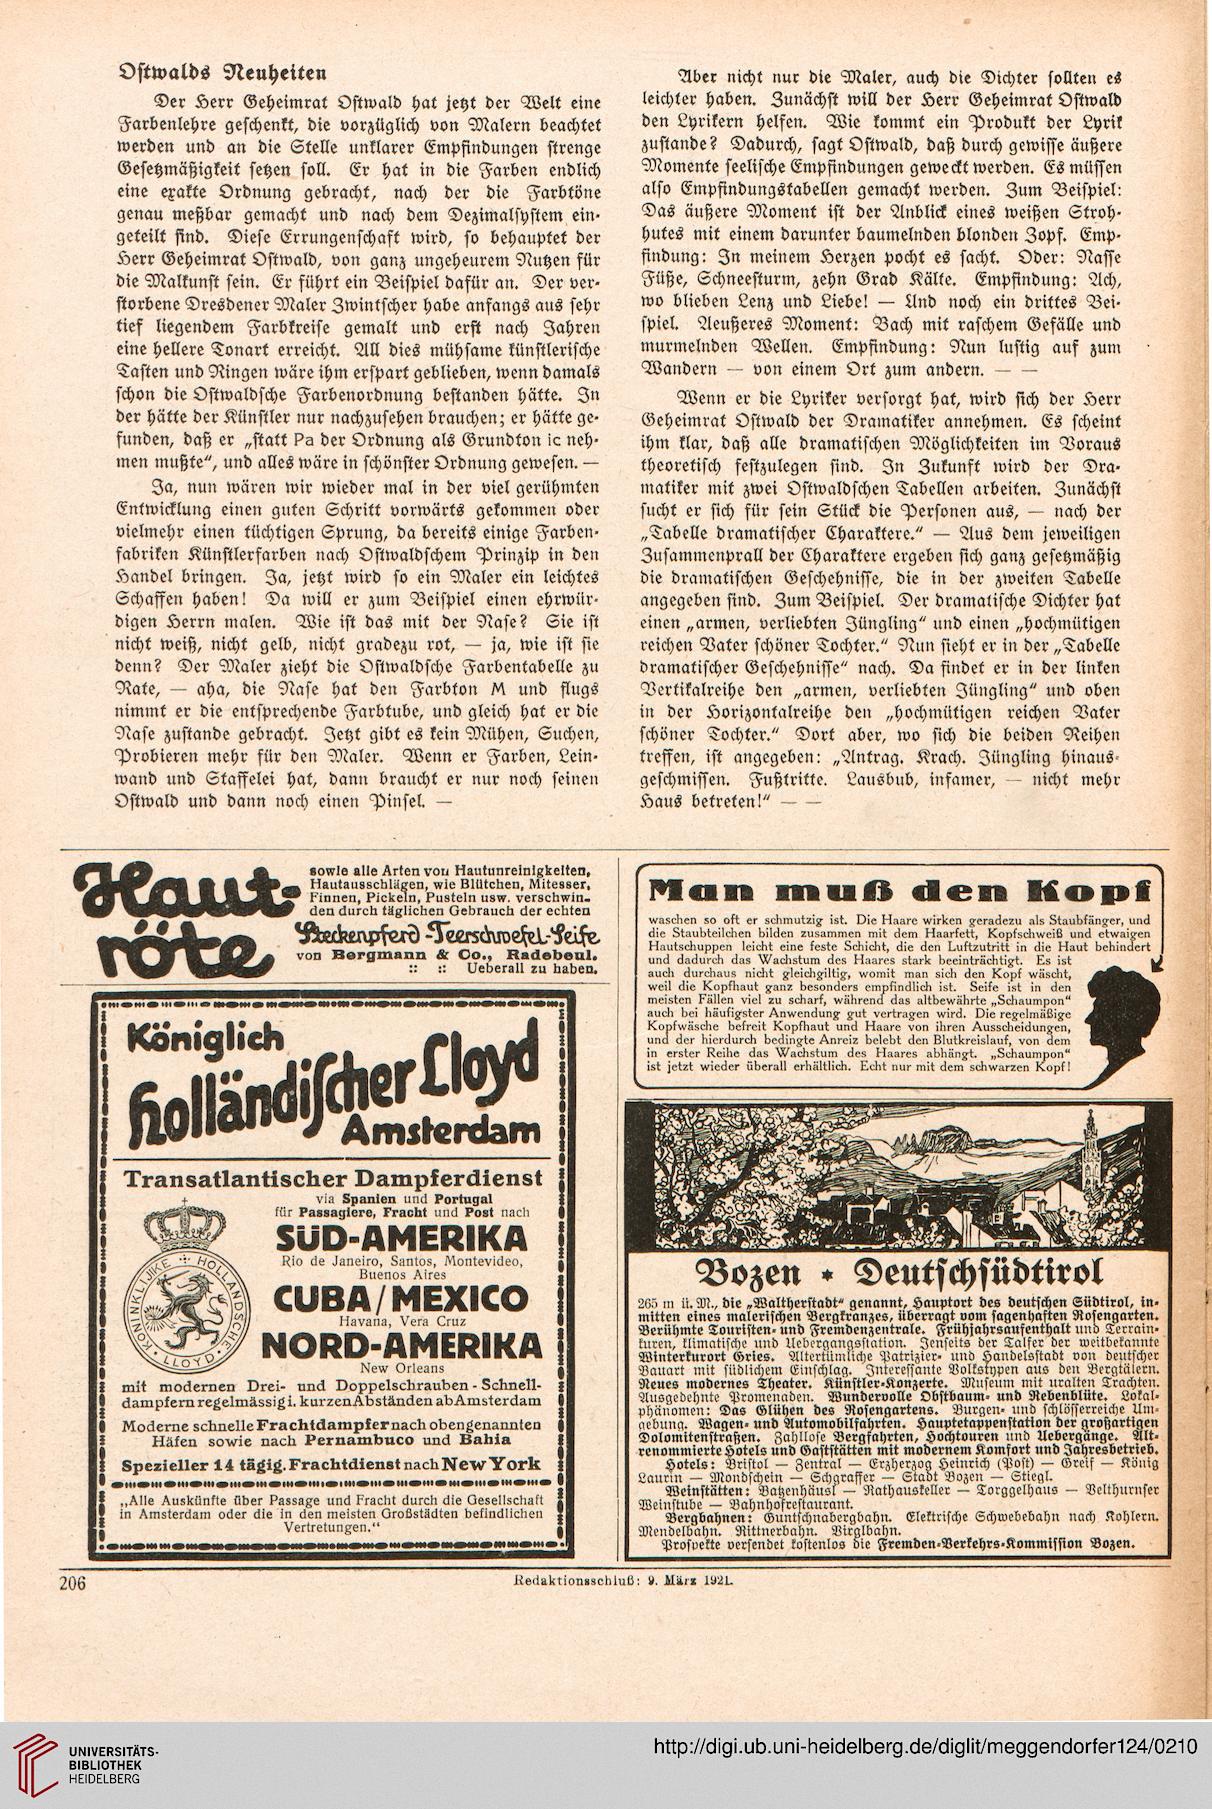 Ostwalds Neuheiten
Der Herr Geheimrat Ostwald hat jetzt der Welt eine
Farbenlehre geschenkt, die vorzüglich von Malern beachtet
werden und an die Stelle unklarer Empfindungen strenge
Gesetzmäßigkeit setzen soll. Er hat in die Farben endlich
eine exakte Ordnung gebracht, nach der die Farbtöne
genau meßbar gemacht und nach dem Dezimalsystem ein-
geteilt sind. Diese Errungenschaft wird, so behauptet der
Herr Geheimrat Ostwald, von ganz ungeheurem Nutzen für
die Malkunst sein. Er führt ein Beispiel dafür an. Der ver-
storbene Dresdener Maler Zwintscher habe anfangs aus sehr
tief liegendem Farbkreise gemalt und erst nach Jahren
eine hellere Tonart erreicht. All dies mühsame künstlerische
Tasten und Ringen wäre ihm erspart geblieben, wenn damals
schon die Ostwaldsche Farbenordnung bestanden hätte. In
der hätte der Künstler nur nachzusehen brauchen; er hätte ge-
funden, daß er „statt Pa der Ordnung als Grundton ic neh-
men mußte“, und alles wäre in schönster Ordnung gewesen. —
Ja, nun wären wir wieder mal in der viel gerühmten
Entwicklung einen guten Schritt vorwärts gekommen oder
vielmehr einen tüchtigen Sprung, da bereits einige Farben-
fabriken Künstlerfarben nach Ostwaldschem Prinzip in den
Handel bringen. Ja, jetzt wird so ein Maler ein leichtes
Schaffen haben! Da will er zum Beispiel einen ehrwür-
digen Herrn malen. Wie ist das mit der Nase? Sie ist
nicht weiß, nicht gelb, nicht gradezu rot, — ja, wie ist sie
denn? Der Maler zieht die Ostwaldsche Farbentabelle zu
Rate, — aha, die Nase hat den Farbton M und flugs
nimmt er die entsprechende Farbtube, und gleich hat er die
Nase zustande gebracht. Jetzt gibt es kein Mühen, Suchen,
Probieren mehr für den Maler. Wenn er Farben, Lein-
wand und Staffelei hat, dann braucht er nur noch seinen
Ostwald und dann noch einen Pinsel. —
Aber nicht nur die Maler, auch die Dichter sollten es
leichter haben. Zunächst will der Herr Geheimrat Ostwald
den Lyrikern helfen. Wie kommt ein Produkt der Lyrik
zustande? Dadurch, sagt Ostwald, daß durch gewisse äußere
Momente seelische Empfindungen geweckt werden. Es müssen
also Empfindungstabellen gemacht werden. Zum Beispiel:
Das äußere Moment ist der Anblick eines weißen Stroh-
hutes mit einem darunter baumelnden blonden Zopf. Emp-
findung: In meinem Herzen pocht es sacht. Oder: Nasse
Füße, Schneesturm, zehn Grad Kälte. Empfindung: Ach,
wo blieben Lenz und Liebe! — Und noch ein drittes Bei-
spiel. Aeußeres Moment: Bach mit raschem Gefälle und
murmelnden Wellen. Empfindung: Nun lustig auf zum
Wandern — von einem Ort zum andern. — —
Wenn er die Lyriker versorgt hat, wird sich der Herr
Geheimrat Ostwald der Dramatiker annehmen. Es scheint
ihm klar, daß alle dramatischen Möglichkeiten im Voraus
theoretisch festzulegen sind. In Zukunft wird der Dra-
matiker mit zwei Ostwaldschen Tabellen arbeiten. Zunächst
sucht er sich für sein Stück die Personen aus, — nach der
„Tabelle dramatischer Charaktere.“ — Aus dem jeweiligen
Zusammenprall der Charaktere ergeben sich ganz gesetzmäßig
die dramatischen Geschehnisse, die in der zweiten Tabelle
angegeben sind. Zum Beispiel. Der dramatische Dichter hat
einen „armen, verliebten Jüngling“ und einen „hochmütigen
reichen Vater schöner Tochter.“ Nun sieht er in der „Tabelle
dramatischer Geschehnisse“ nach. Da findet er in der linken
Vertikalreihe den „armen, verliebten Jüngling“ und oben
in der Horizontalreihe den „hochmütigen reichen Vater
schöner Tochter.“ Dort aber, wo sich die beiden Reihen
treffen, ist angegeben: „Antrag. Krach. Jüngling hinaus-
geschmissen. Fußtritte. Lausbub, infamer, — nicht mehr
Haus betreten!“ — —
Haut-
röte
sowie alle Arten von Hautunreinigkeiten,
Hautausschlägen, wie Blütchen, Mitesser,
Finnen, Pickeln, Pusteln usw. verschwin-
den durch täglichen Gebrauch der echten
Steckenpferd-Teerschwefel-Seife
von Bergmann & Co., Radebeul.
:: :: Ueberall zu haben.
Königlich
holländischer Lloyd
Amsterdam
Transatlantischer Dampferdienst
via Spanien und Portugal
für Passagiere, Fracht und Post nach
SÜD-AMERIKA
Rio de Janeiro, Santos, Montevideo,
Buenos Aires
CUBA/MEXICO
Havana, Vera Cruz
NORD-AMERIKA
New Orleans
KONINKLIJKE HOLLANDSCHE LLOYD
mit modernen Drei- und Doppelschrauben-Schnell-
dampfern regelmässig i. kurzen Abständen ab Amsterdam
Moderne schnelle Frachtdampfer nach obengenannten
Häfen sowie nach Pernambuco und Bahia
Spezieller 14 tägig. Frachtdienst nach New York
„Alle Auskünfte über Passage und Fracht durch die Gesellschaft
in Amsterdam oder die in den meisten Großstädten befindlichen
Vertretungen.“
Man muß den Kopf
waschen so oft er schmutzig ist. Die Haare wirken geradezu als Staubfänger, und
die Staubteilchen bilden zusammen mit dem Haarfett, Kopfschweiß und etwaigen
Hautschuppen leicht eine feste Schicht, die den Luftzutritt in die Haut behindert
und dadurch das Wachstum des Haares stark beeinträchtigt. Es ist
auch durchaus nicht gleichgiltig, womit man sich den Kopf wäscht,
weil die Kopfhaut ganz besonders empfindlich ist. Seife ist in den
meisten Fällen viel zu scharf, während das altbewährte „Schaumpon“
auch bei häufigster Anwendung gut vertragen wird. Die regelmäßige
Kopfwäsche befreit Kopfhaut und Haare von ihren Ausscheidungen,
und der hierdurch bedingte Anreiz belebt den Blutkreislauf, von dem
in erster Reihe das Wachstum des Haares abhängt. „Schaumpon“
ist jetzt wieder überall erhältlich. Echt nur mit dem schwarzen Kopf!
Bozen * Deutschsüdtirol
265 m ü. M., die „Waltherstadt“ genannt, Hauptort des deutschen Südtirol, in-
mitten eines malerischen Bergkranzes, überragt vom sagenhaften Rosengarten.
Berühmte Touristen- und Fremdenzentrale. Frühjahrsaufenthalt und Terrain-
kuren, klimatische und Uebergangsstation. Jenseits der Talfer der weitbekannte
Winterkurort Gries. Altertümliche Patrizier- und Handelsstadt von deutscher
Bauart mit südlichem Einschlag. Interessante Volkstypen aus den Bergtälern.
Neues modernes Theater. Künstler-Konzerte. Museum mit uralten Trachten.
Ausgedehnte Promenaden. Wundervolle Obstbaum- und Rebenblüte. Lokal-
phänomen: Das Glühen des Rosengartens. Burgen- und schlösserreiche Um-
gebung. Wagen- und Automobilfahrten. Hauptetappenstation der großartigen
Dolomitenstraßen. Zahllose Bergfahrten, Hochtouren und Uebergänge. Alt-
renommierte Hotels und Gaststätten mit modernem Komfort und Jahresbetrieb.
Hotels: Bristol — Zentral — Erzherzog Heinrich (Post) — Greif — König
Laurin — Mondschein — Schgraffer — Stadt Bozen — Stiegl.
Weinstätten: Batzenhäusl — Rathauskeller — Torggelhaus — Velthurnser
Weinstube — Bahnhofrestaurant.
Bergbahnen: Guntschnabergbahn. Elektrische Schwebebahn nach Kohlern.
Mendelbahn. Rittnerbahn. Virglbahn.
Prospekte versendet kostenlos die Fremden-Verkehrs-Kommission Bozen.
206
Redaktionsschluß: 9. März 1921.
UNIVERSITÄTS-
BIBLIOTHEK
HEIDELBERG
http://digi.ub.uni-heidelberg.de/diglit/meggendorfer124/0210